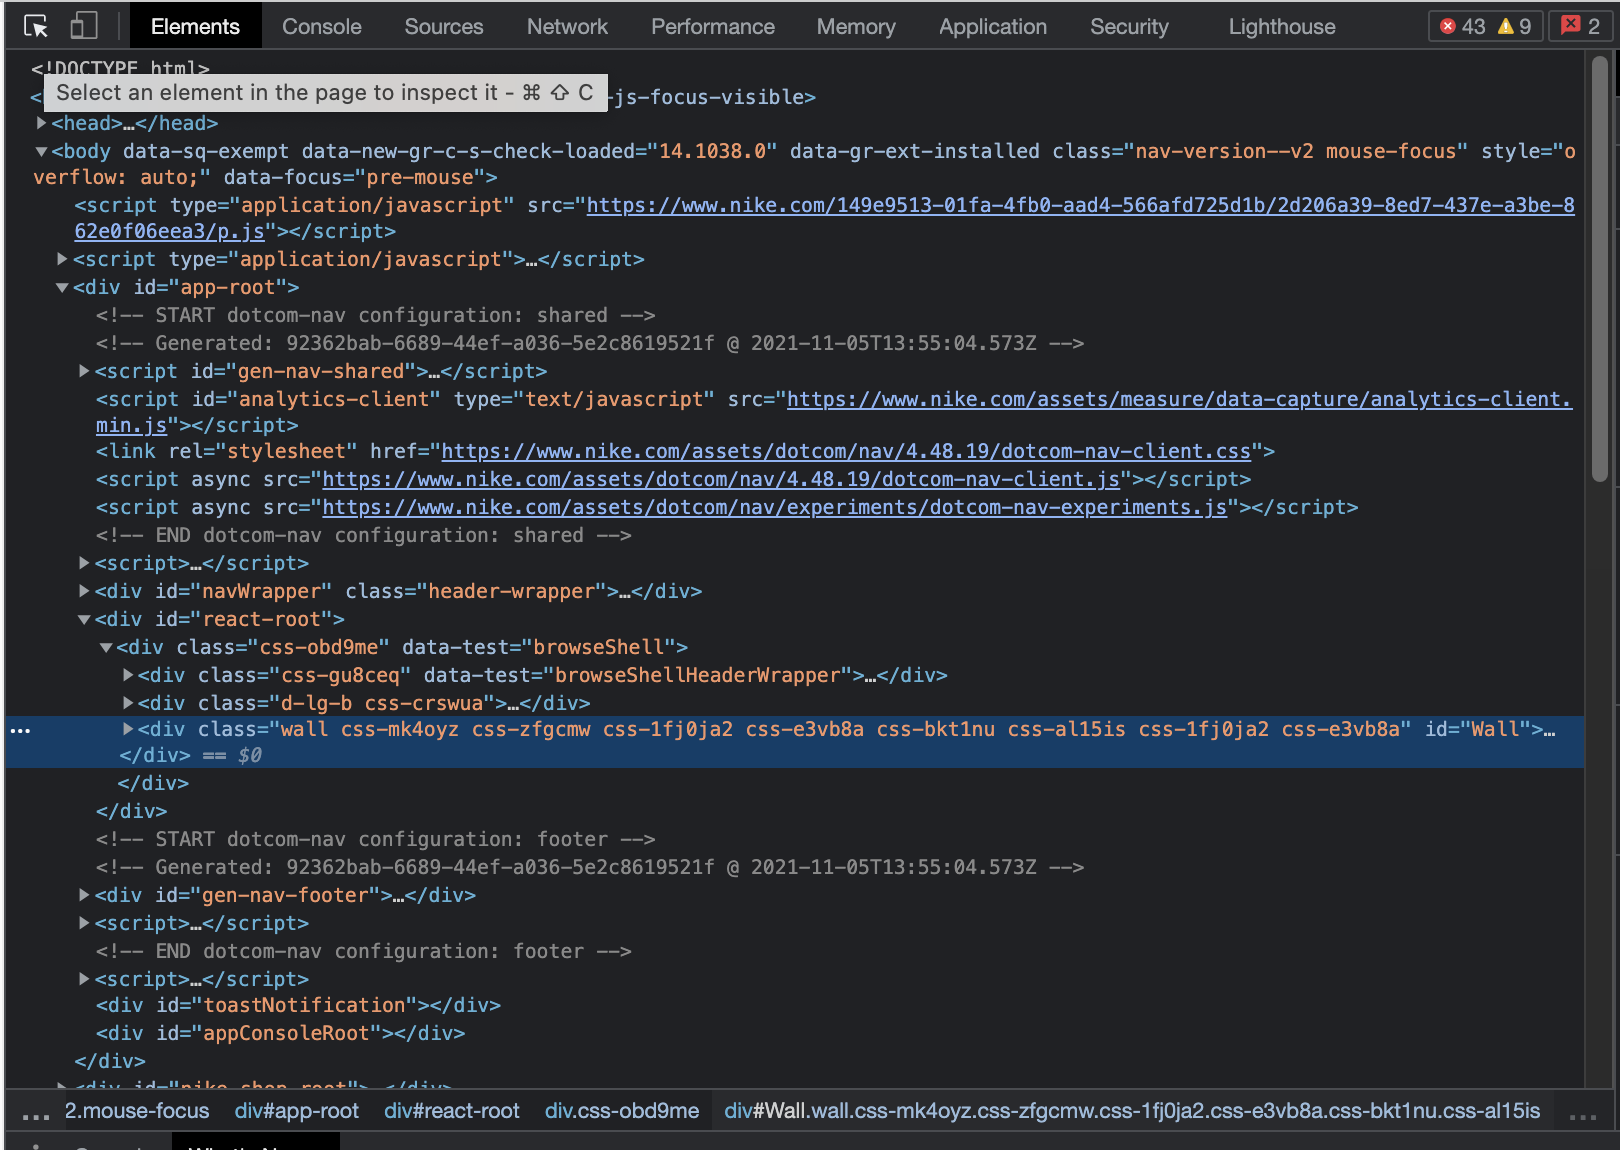 Elements Console Sources Network Performance Memory Application Security Lighthouse 43 9 2
<!DOCTYPE html>
Select an element in the page to inspect it - ⌘ ⇧ C
< js-focus-visible>
<head>…</head>
<body data-sq-exempt data-new-gr-c-s-check-loaded="14.1038.0" data-gr-ext-installed class="nav-version--v2 mouse-focus" style="o
verflow: auto;" data-focus="pre-mouse">
<script type="application/javascript" src="https://www.nike.com/149e9513-01fa-4fb0-aad4-566afd725d1b/2d206a39-8ed7-437e-a3be-8
62e0f06eea3/p.js"></script>
<script type="application/javascript">…</script>
<div id="app-root">
<!-- START dotcom-nav configuration: shared -->
<!-- Generated: 92362bab-6689-44ef-a036-5e2c8619521f @ 2021-11-05T13:55:04.573Z -->
<script id="gen-nav-shared">…</script>
<script id="analytics-client" type="text/javascript" src="https://www.nike.com/assets/measure/data-capture/analytics-client.
min.js"></script>
<link rel="stylesheet" href="https://www.nike.com/assets/dotcom/nav/4.48.19/dotcom-nav-client.css">
<script async src="https://www.nike.com/assets/dotcom/nav/4.48.19/dotcom-nav-client.js"></script>
<script async src="https://www.nike.com/assets/dotcom/nav/experiments/dotcom-nav-experiments.js"></script>
<!-- END dotcom-nav configuration: shared -->
<script>…</script>
<div id="navWrapper" class="header-wrapper">…</div>
<div id="react-root">
<div class="css-obd9me" data-test="browseShell">
<div class="css-gu8ceq" data-test="browseShellHeaderWrapper">…</div>
<div class="d-lg-b css-crswua">…</div>
<div class="wall css-mk4oyz css-zfgcmw css-1fj0ja2 css-e3vb8a css-bkt1nu css-al15is css-1fj0ja2 css-e3vb8a" id="Wall">…
</div> == $0
</div>
</div>
<!-- START dotcom-nav configuration: footer -->
<!-- Generated: 92362bab-6689-44ef-a036-5e2c8619521f @ 2021-11-05T13:55:04.573Z -->
<div id="gen-nav-footer">…</div>
<script>…</script>
<!-- END dotcom-nav configuration: footer -->
<script>…</script>
<div id="toastNotification"></div>
<div id="appConsoleRoot"></div>
</div>
<div id="nike-shop-root">…</div>
... 2.mouse-focus div#app-root div#react-root div.css-obd9me div#Wall.wall.css-mk4oyz.css-zfgcmw.css-1fj0ja2.css-e3vb8a.css-bkt1nu.css-al15is ...